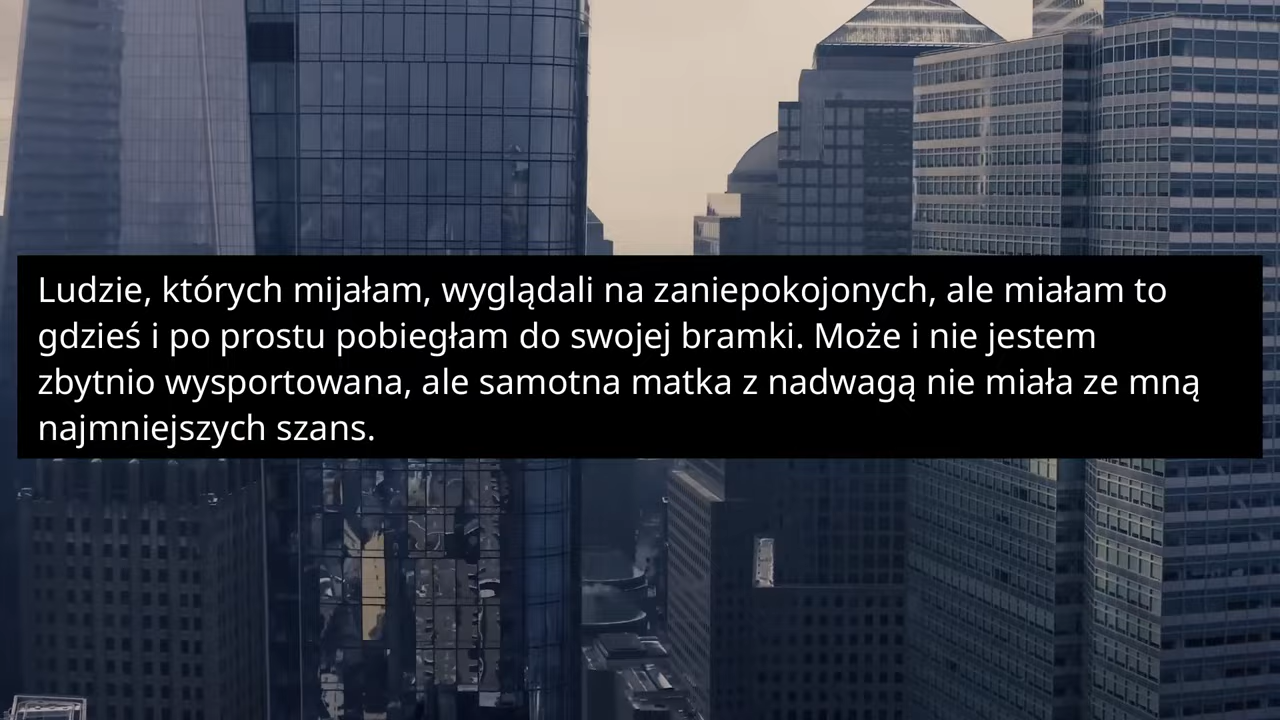 Ludzie, których mijałam, wyglądali na zaniepokojonych, ale miałam to
gdzieś i po prostu pobiegłam do swojej bramki. Może i nie jestem
zbytnio wysportowana, ale samotna matka z nadwagą nie miała ze mną
najmniejszych szans.